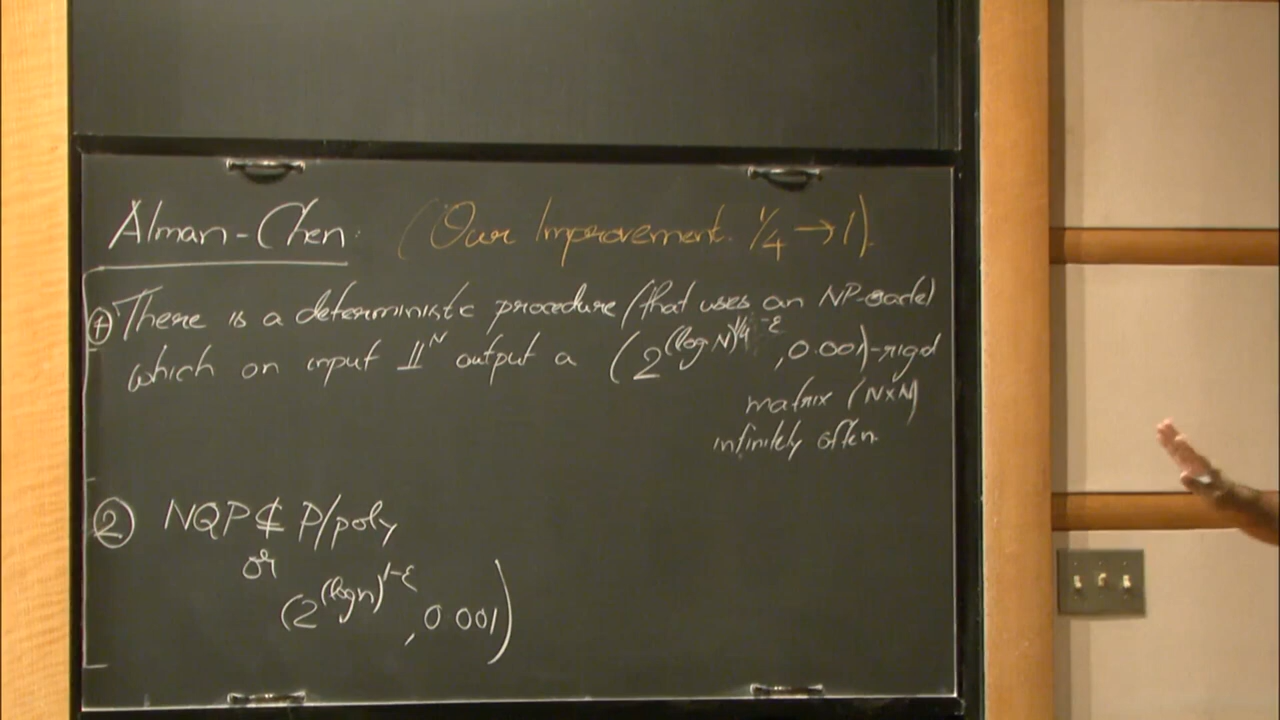 Alman-Chen: (Our Improvement. 1/4 → 1).
① There is a deterministic procedure (that uses an NP-oracle)
which on input 1^N output a (2^{(log N)^{1/4 - ε}}, 0.001)-rigid
matrix (N×N)
infinitely often.
② NQP ⊄ P/poly
or
(2^{(log n)^{1-ε}}, 0.001)